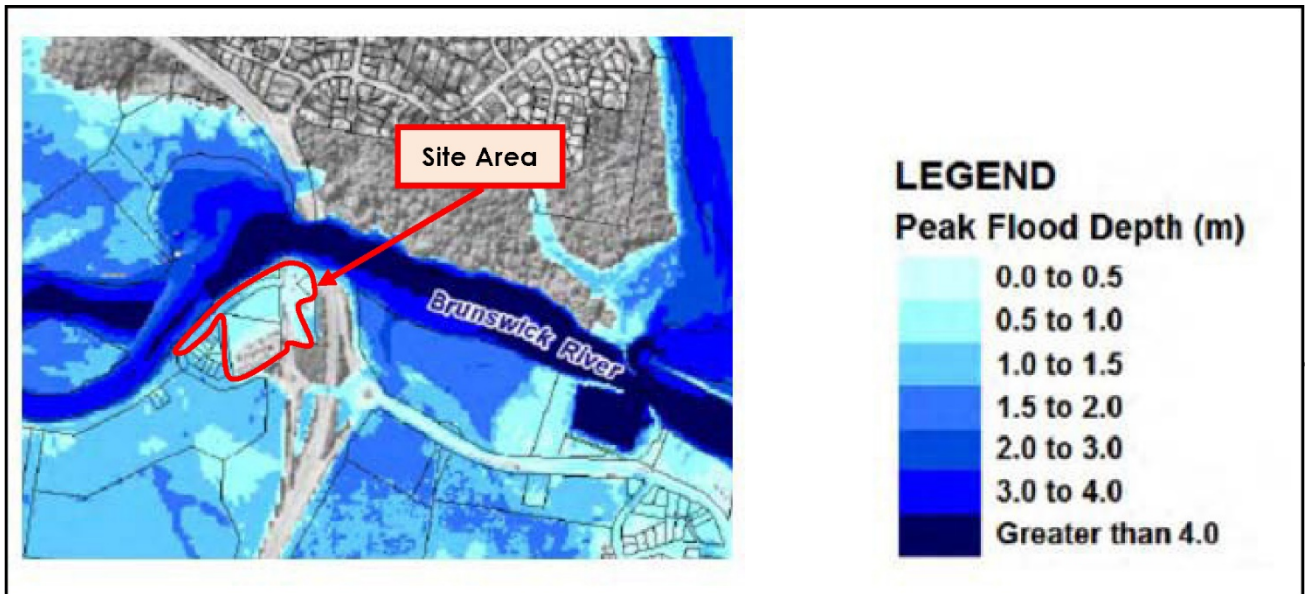 Site Area
Brunswick River
LEGEND
Peak Flood Depth (m)
0.0 to 0.5
0.5 to 1.0
1.0 to 1.5
1.5 to 2.0
2.0 to 3.0
3.0 to 4.0
Greater than 4.0